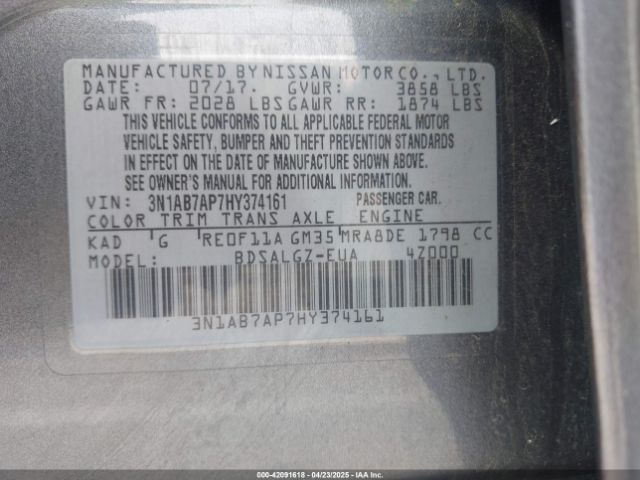 MANUFACTURED BY NISSAN MOTOR CO., LTD.
DATE: 07/17. GVWR: 3858 LBS
GAWR FR: 2028 LBS GAWR RR: 1874 LBS
THIS VEHICLE CONFORMS TO ALL APPLICABLE FEDERAL MOTOR
VEHICLE SAFETY, BUMPER AND THEFT PREVENTION STANDARDS
IN EFFECT ON THE DATE OF MANUFACTURE SHOWN ABOVE.
SEE OWNER'S MANUAL FOR ADDITIONAL INFORMATION.
VIN: 3N1AB7AP7HY374161 PASSENGER CAR.
COLOR TRIM TRANS AXLE ENGINE
KAD G RE0F11A GM35 MRA8DE 1798 CC
MODEL: BDSALGZ-EUA 4Z000
3N1AB7AP7HY374161
000-42091618 - 04/23/2025 - IAAI.COM